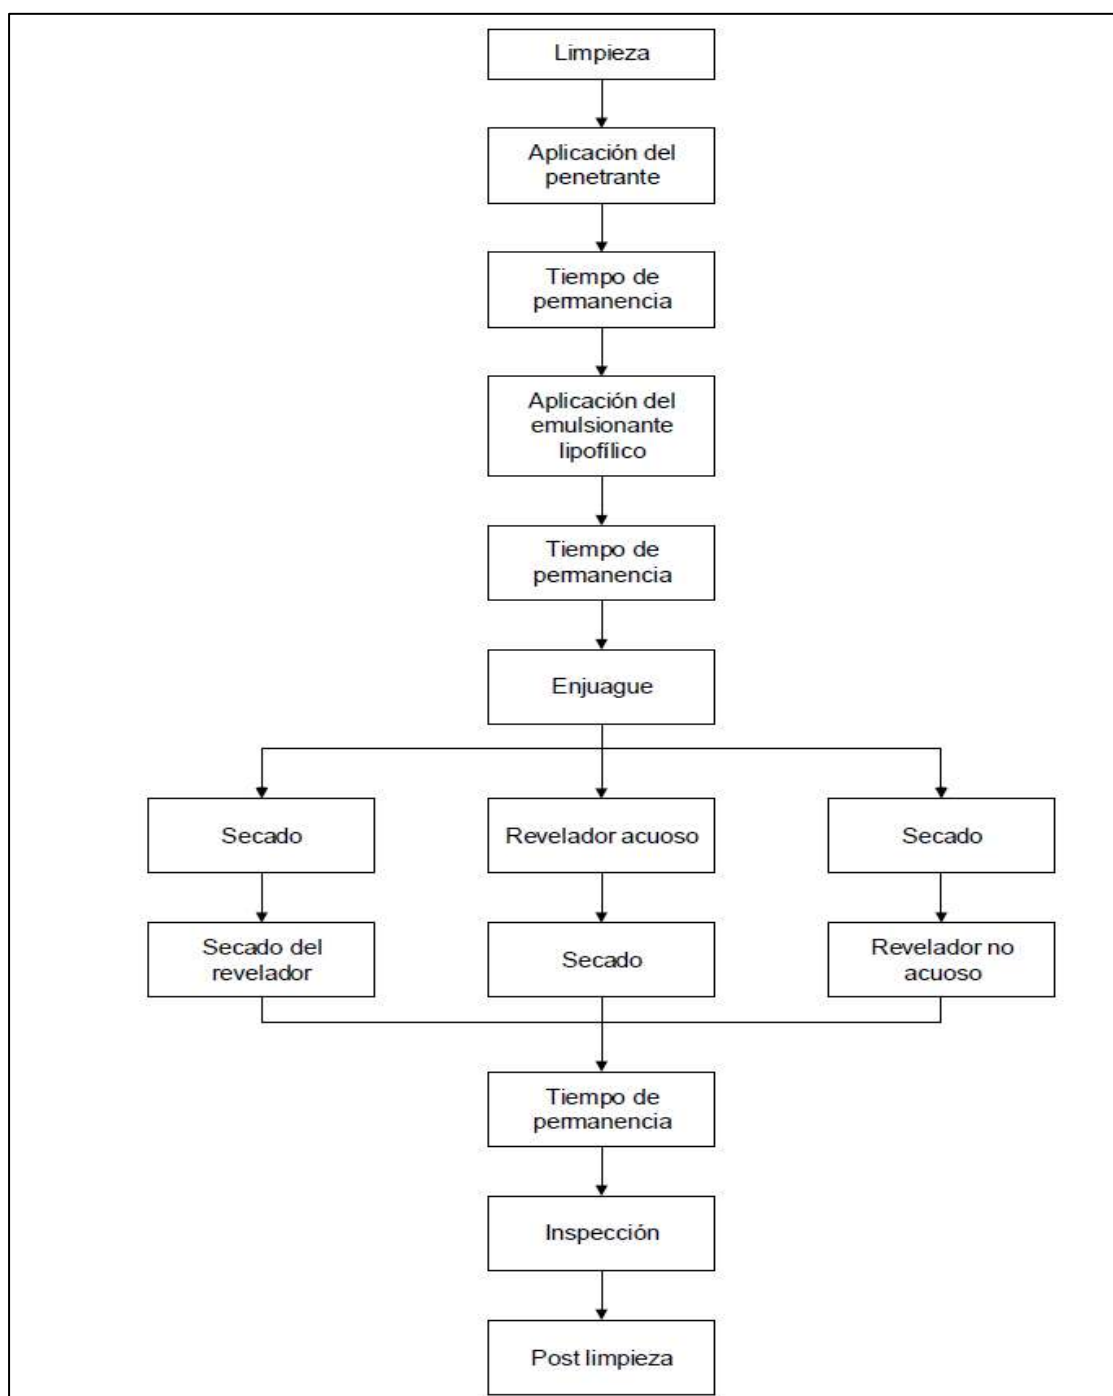 Limpieza
Aplicación del
penetrante
Tiempo de
permanencia
Aplicación del
emulsionante
lipofílico
Tiempo de
permanencia
Enjuague
Secado
Revelador acuoso
Secado
Secado del
revelador
Secado
Revelador no
acuoso
Tiempo de
permanencia
Inspección
Post limpieza